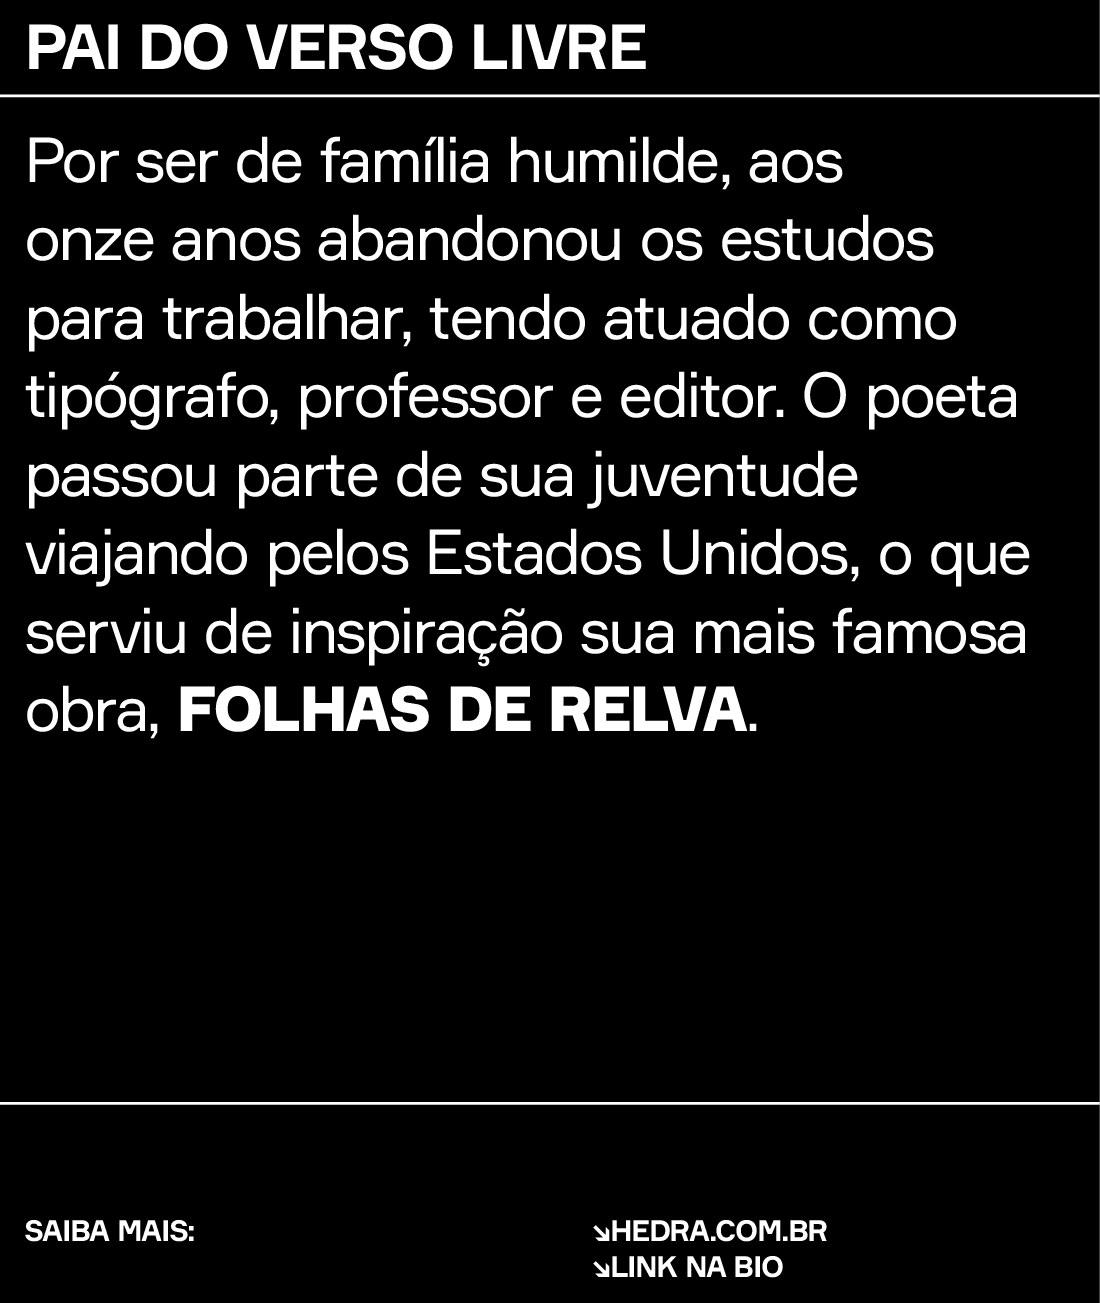 PAI DO VERSO LIVRE
Por ser de família humilde, aos
onze anos abandonou os estudos
para trabalhar, tendo atuado como
tipógrafo, professor e editor. O poeta
passou parte de sua juventude
viajando pelos Estados Unidos, o que
serviu de inspiração sua mais famosa
obra, FOLHAS DE RELVA.
SAIBA MAIS:
↘HEDRA.COM.BR
↘LINK NA BIO